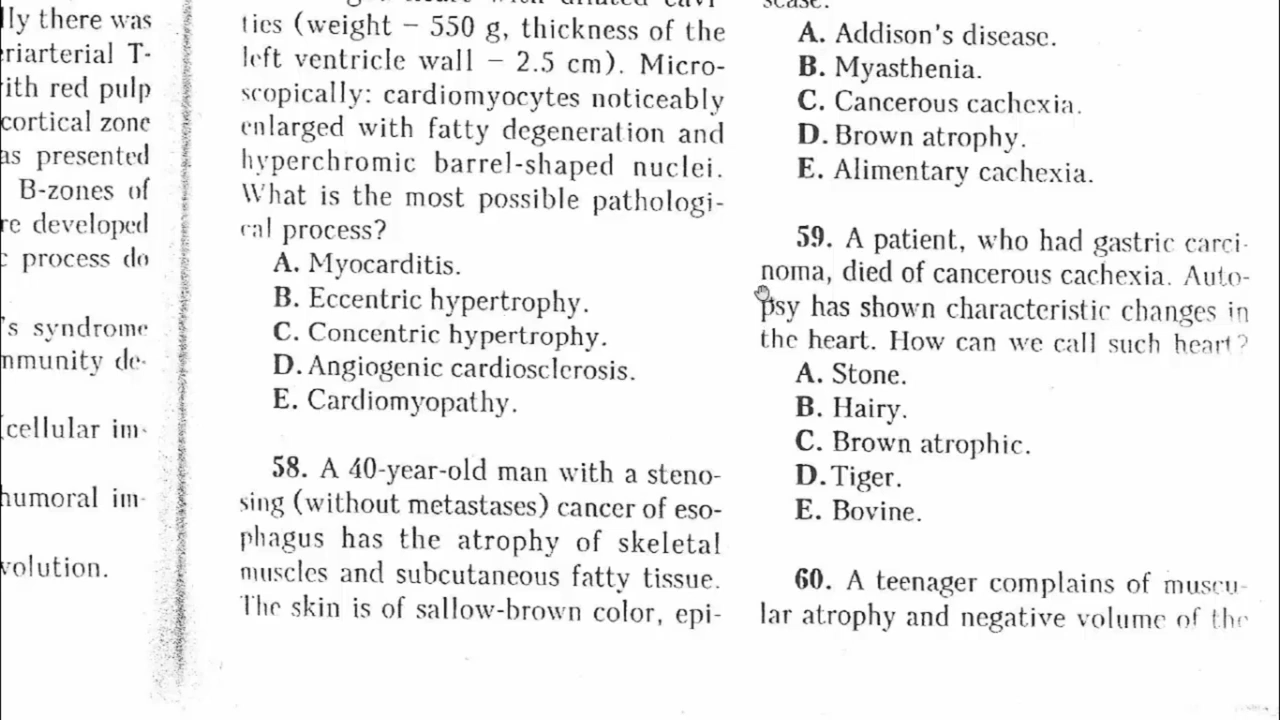 lly there was
riarterial T-
ith red pulp
cortical zone
as presented
B-zones of
re developed
process do
's syndrome
mmunity de-
(cellular im-
humoral im-
volution.
ties (weight – 550 g, thickness of the
left ventricle wall – 2.5 cm). Micro-
scopically: cardiomyocytes noticeably
enlarged with fatty degeneration and
hyperchromic barrel-shaped nuclei.
What is the most possible pathologi-
cal process?
A. Myocarditis.
B. Eccentric hypertrophy.
C. Concentric hypertrophy.
D. Angiogenic cardiosclerosis.
E. Cardiomyopathy.
58. A 40-year-old man with a steno-
sing (without metastases) cancer of eso-
phagus has the atrophy of skeletal
muscles and subcutaneous fatty tissue.
The skin is of sallow-brown color, epi-
A. Addison's disease.
B. Myasthenia.
C. Cancerous cachexia.
D. Brown atrophy.
E. Alimentary cachexia.
59. A patient, who had gastric carci-
noma, died of cancerous cachexia. Auto-
psy has shown characteristic changes in
the heart. How can we call such heart?
A. Stone.
B. Hairy.
C. Brown atrophic.
D. Tiger.
E. Bovine.
60. A teenager complains of muscu-
lar atrophy and negative volume of the